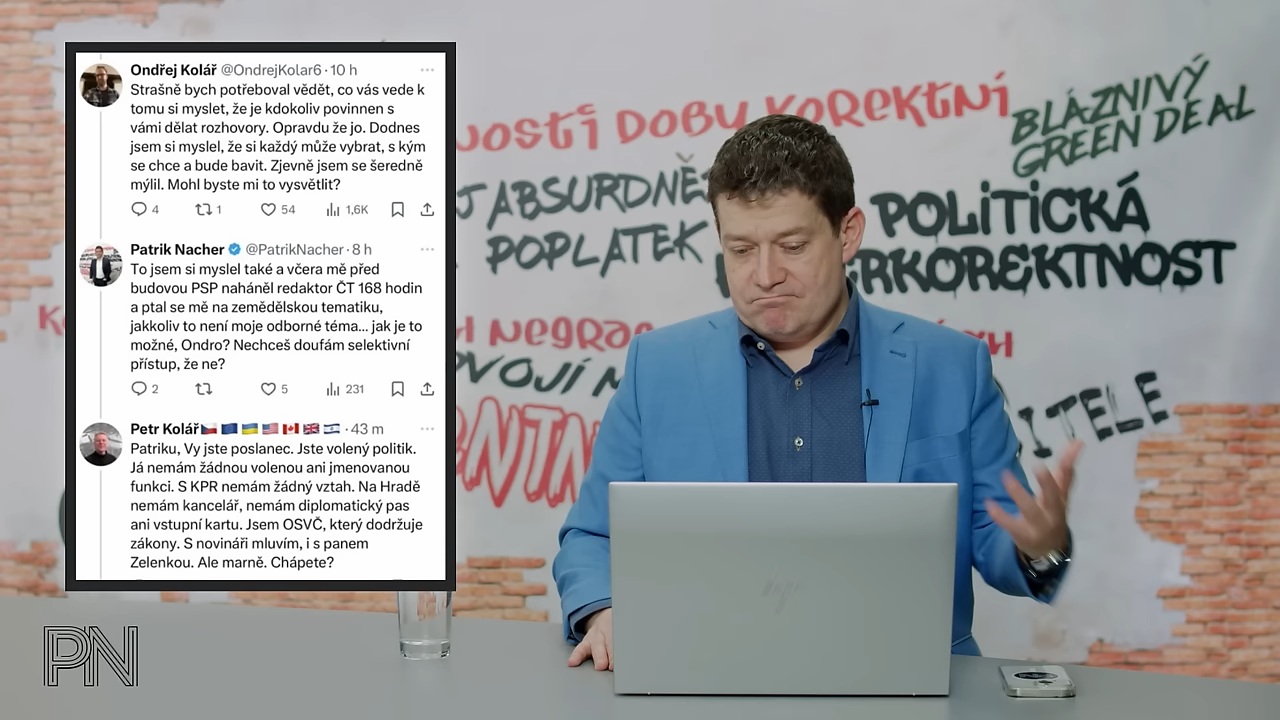 Ondřej Kolář @OndrejKolar6 · 10 h
Strašně bych potřeboval vědět, co vás vede k
tomu si myslet, že je kdokoliv povinnen s
vámi dělat rozhovory. Opravdu že jo. Dodnes
jsem si myslel, že si každý může vybrat, s kým
se chce a bude bavit. Zjevně jsem se šeredně
mýlil. Mohl byste mi to vysvětlit?
4 1 54 1,6K
Patrik Nacher @PatrikNacher · 8 h
To jsem si myslel také a včera mě před
budovou PSP naháněl redaktor ČT 168 hodin
a ptal se mě na zemědělskou tematiku,
jakkoliv to není moje odborné téma... jak je to
možné, Ondro? Nechceš doufám selektivní
přístup, že ne?
2 5 231
Petr Kolář🇨🇿🇪🇺🇺🇦🇺🇸🇨🇦🇬🇧🇮🇱 · 43 m
Patriku, Vy jste poslanec. Jste volený politik.
Já nemám žádnou volenou ani jmenovanou
funkci. S KPR nemám žádný vztah. Na Hradě
nemám kancelář, nemám diplomatický pas
ani vstupní kartu. Jsem OSVČ, který dodržuje
zákony. S novináři mluvím, i s panem
Zelenkou. Ale marně. Chápete?
DOBY KOREKTNÍ
BLÁZNIVÝ
GREEN DEAL
ABSURDNĚ
POPLATEK
POLITICKÁ
RKOREKTNOST
PN
hp